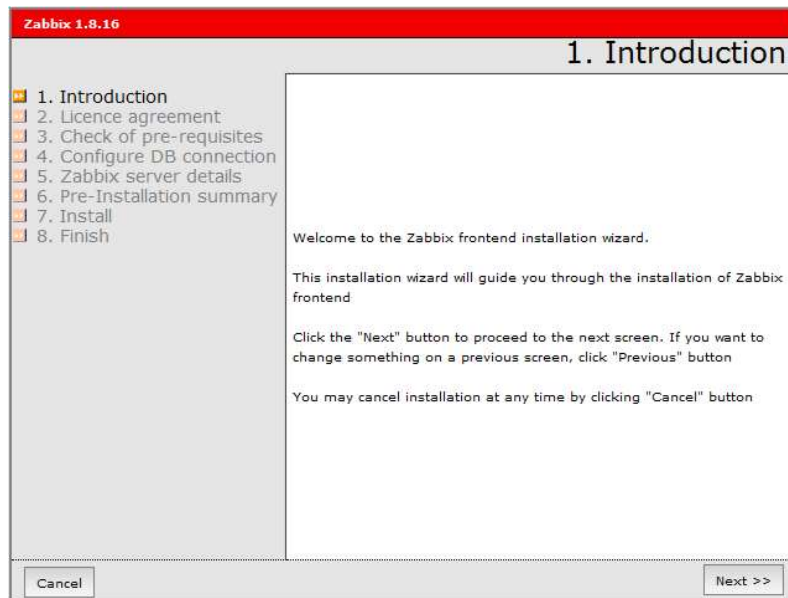 Zabbix 1.8.16
1. Introduction
1. Introduction
2. Licence agreement
3. Check of pre-requisites
4. Configure DB connection
5. Zabbix server details
6. Pre-Installation summary
7. Install
8. Finish
Welcome to the Zabbix frontend installation wizard.
This installation wizard will guide you through the installation of Zabbix
frontend
Click the "Next" button to proceed to the next screen. If you want to
change something on a previous screen, click "Previous" button
You may cancel installation at any time by clicking "Cancel" button
Cancel
Next >>